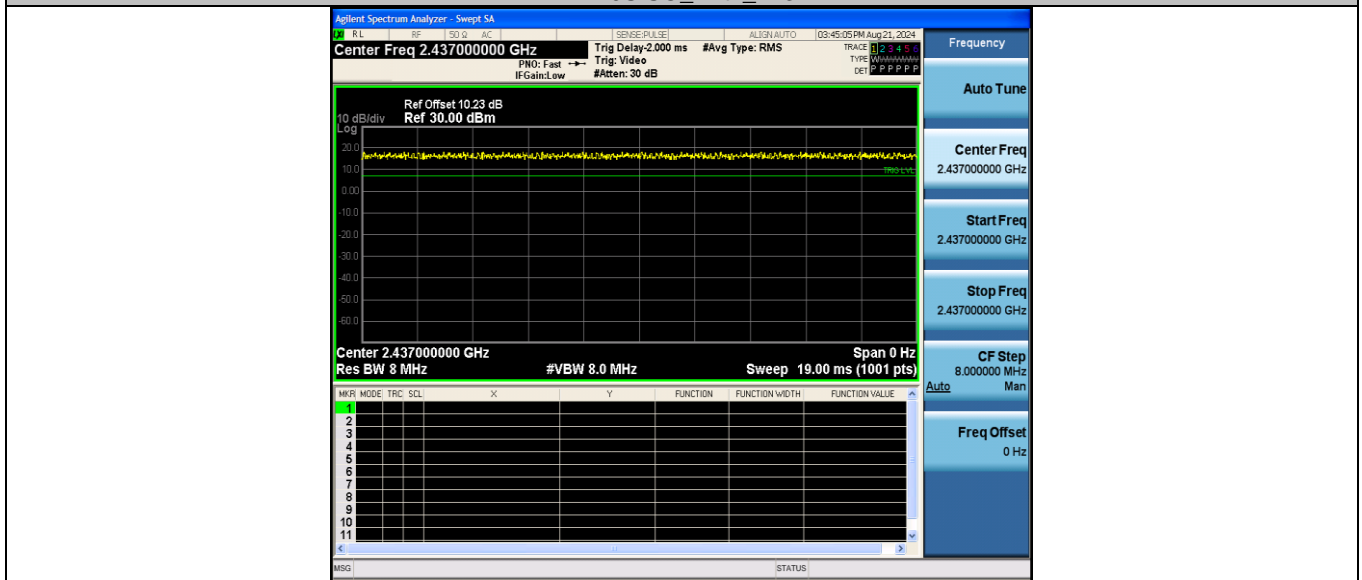 Agilent Spectrum Analyzer - Swept SA
RL RF 50 Ω AC SENSE:PULSE ALIGN AUTO 03:45:05 PM Aug 21, 2024
Center Freq 2.437000000 GHz
PNO: Fast
IFGain:Low
Trig Delay-2.000 ms
Trig: Video
#Atten: 30 dB
#Avg Type: RMS
TRACE 1 2 3 4 5 6
TYPE W
DET P P P P P P
Frequency
Auto Tune
Center Freq
2.437000000 GHz
Start Freq
2.437000000 GHz
Stop Freq
2.437000000 GHz
CF Step
8.000000 MHz
Auto Man
Freq Offset
0 Hz
Ref Offset 10.23 dB
10 dB/div Ref 30.00 dBm
Log
20.0
10.0
TRIG LVL
0.00
-10.0
-20.0
-30.0
-40.0
-50.0
-60.0
Center 2.437000000 GHz Span 0 Hz
Res BW 8 MHz #VBW 8.0 MHz Sweep 19.00 ms (1001 pts)
MKR MODE TRC SCL X Y FUNCTION FUNCTION WIDTH FUNCTION VALUE
1
2
3
4
5
6
7
8
9
10
11
MSG STATUS